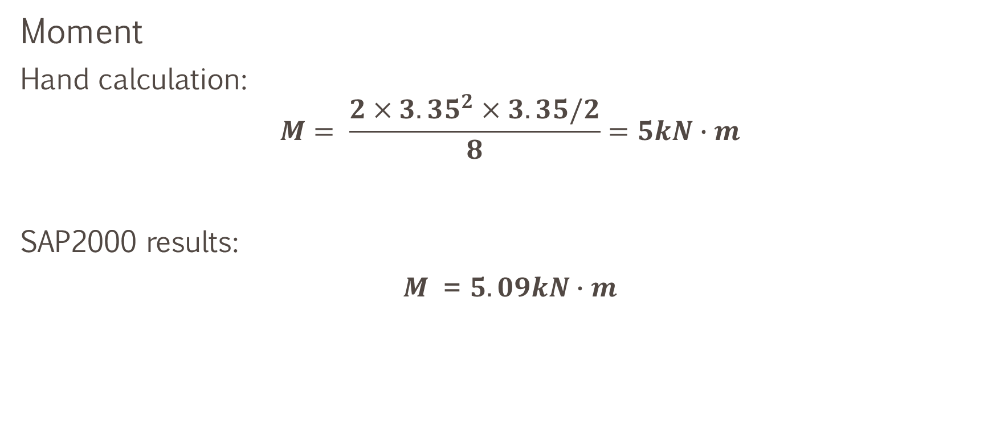 Moment
Hand calculation:
M = 2 × 3.35² × 3.35/2 / 8 = 5kN · m
SAP2000 results:
M = 5.09kN · m